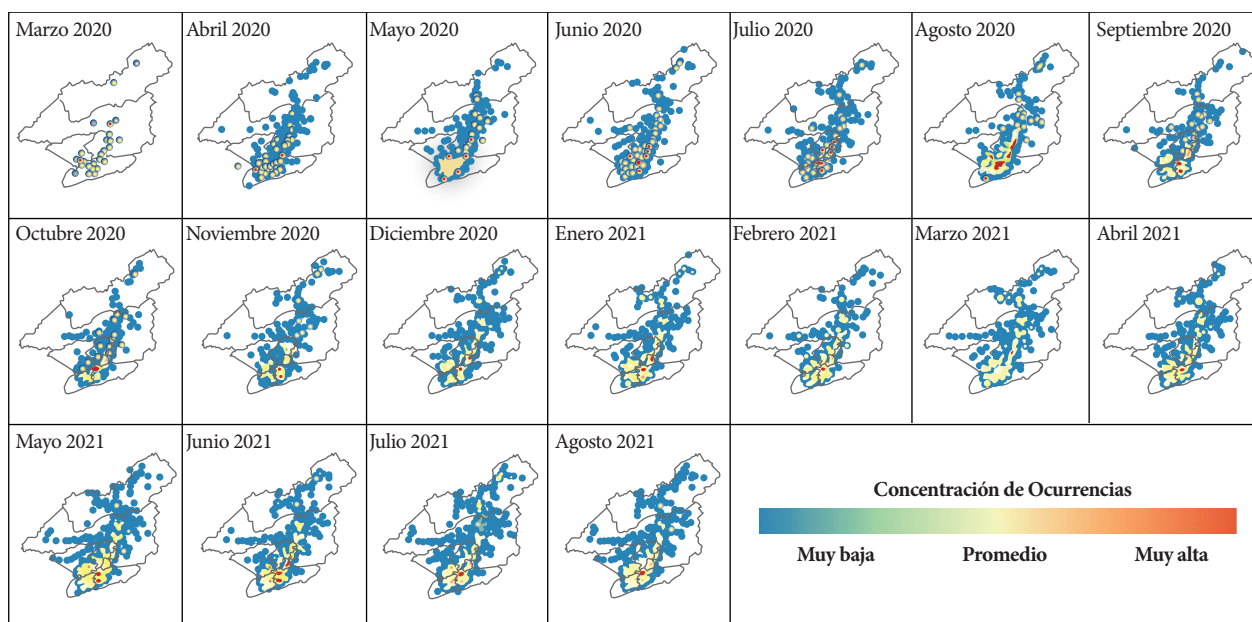 Marzo 2020
Abril 2020
Mayo 2020
Junio 2020
Julio 2020
Agosto 2020
Septiembre 2020
Octubre 2020
Noviembre 2020
Diciembre 2020
Enero 2021
Febrero 2021
Marzo 2021
Abril 2021
Mayo 2021
Junio 2021
Julio 2021
Agosto 2021
Concentración de Ocurrencias
Muy baja
Promedio
Muy alta